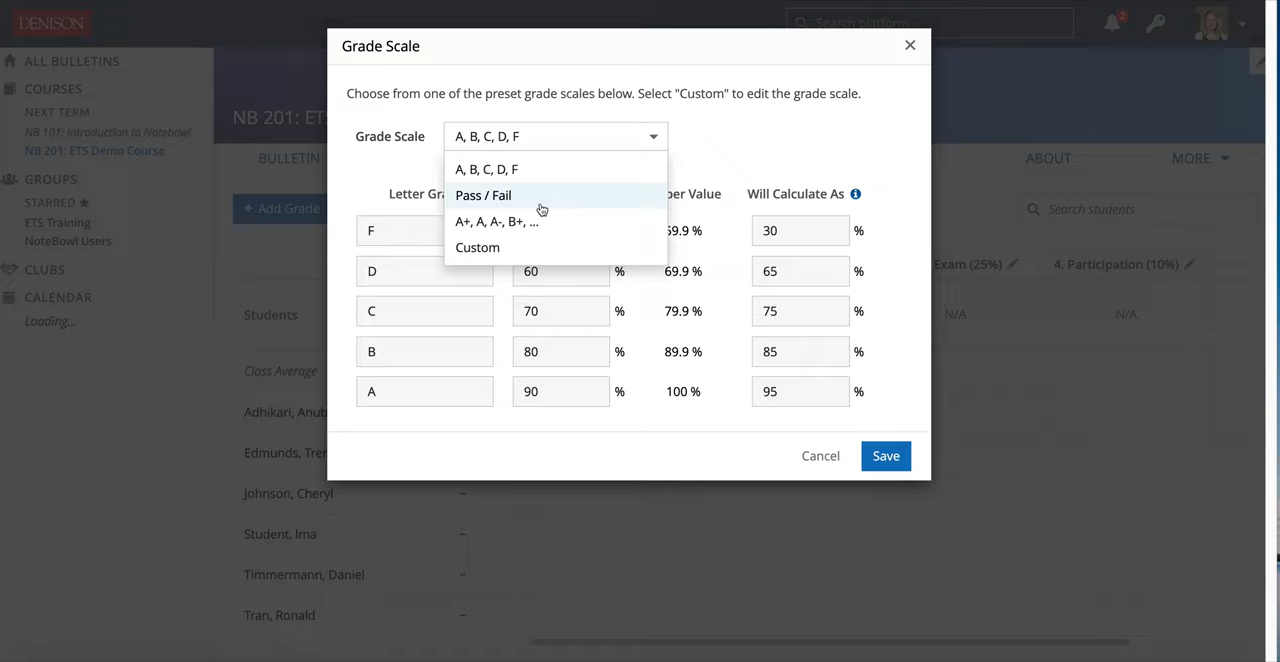 DENISON
Search platform
2
ALL BULLETINS
COURSES
NEXT TERM
NB 101: Introduction to Notebowl
NB 201: ETS Demo Course
GROUPS
STARRED
ETS Training
NoteBowl Users
CLUBS
CALENDAR
Loading...
NB 201: ETS
BULLETIN
ABOUT
MORE
+ Add Grade
Search students
Exam (25%)
4. Participation (10%)
Students
N/A
N/A
Class Average
Adhikari, Anub
Edmunds, Tren
Johnson, Cheryl
–
Student, Ima
–
Timmermann, Daniel
–
Tran, Ronald
–
Grade Scale
Choose from one of the preset grade scales below. Select "Custom" to edit the grade scale.
Grade Scale
A, B, C, D, F
A, B, C, D, F
Pass / Fail
A+, A, A-, B+, ...
Custom
Letter Gra
per Value
Will Calculate As
F
59.9 %
30 %
D
60 %
69.9 %
65 %
C
70 %
79.9 %
75 %
B
80 %
89.9 %
85 %
A
90 %
100 %
95 %
Cancel
Save